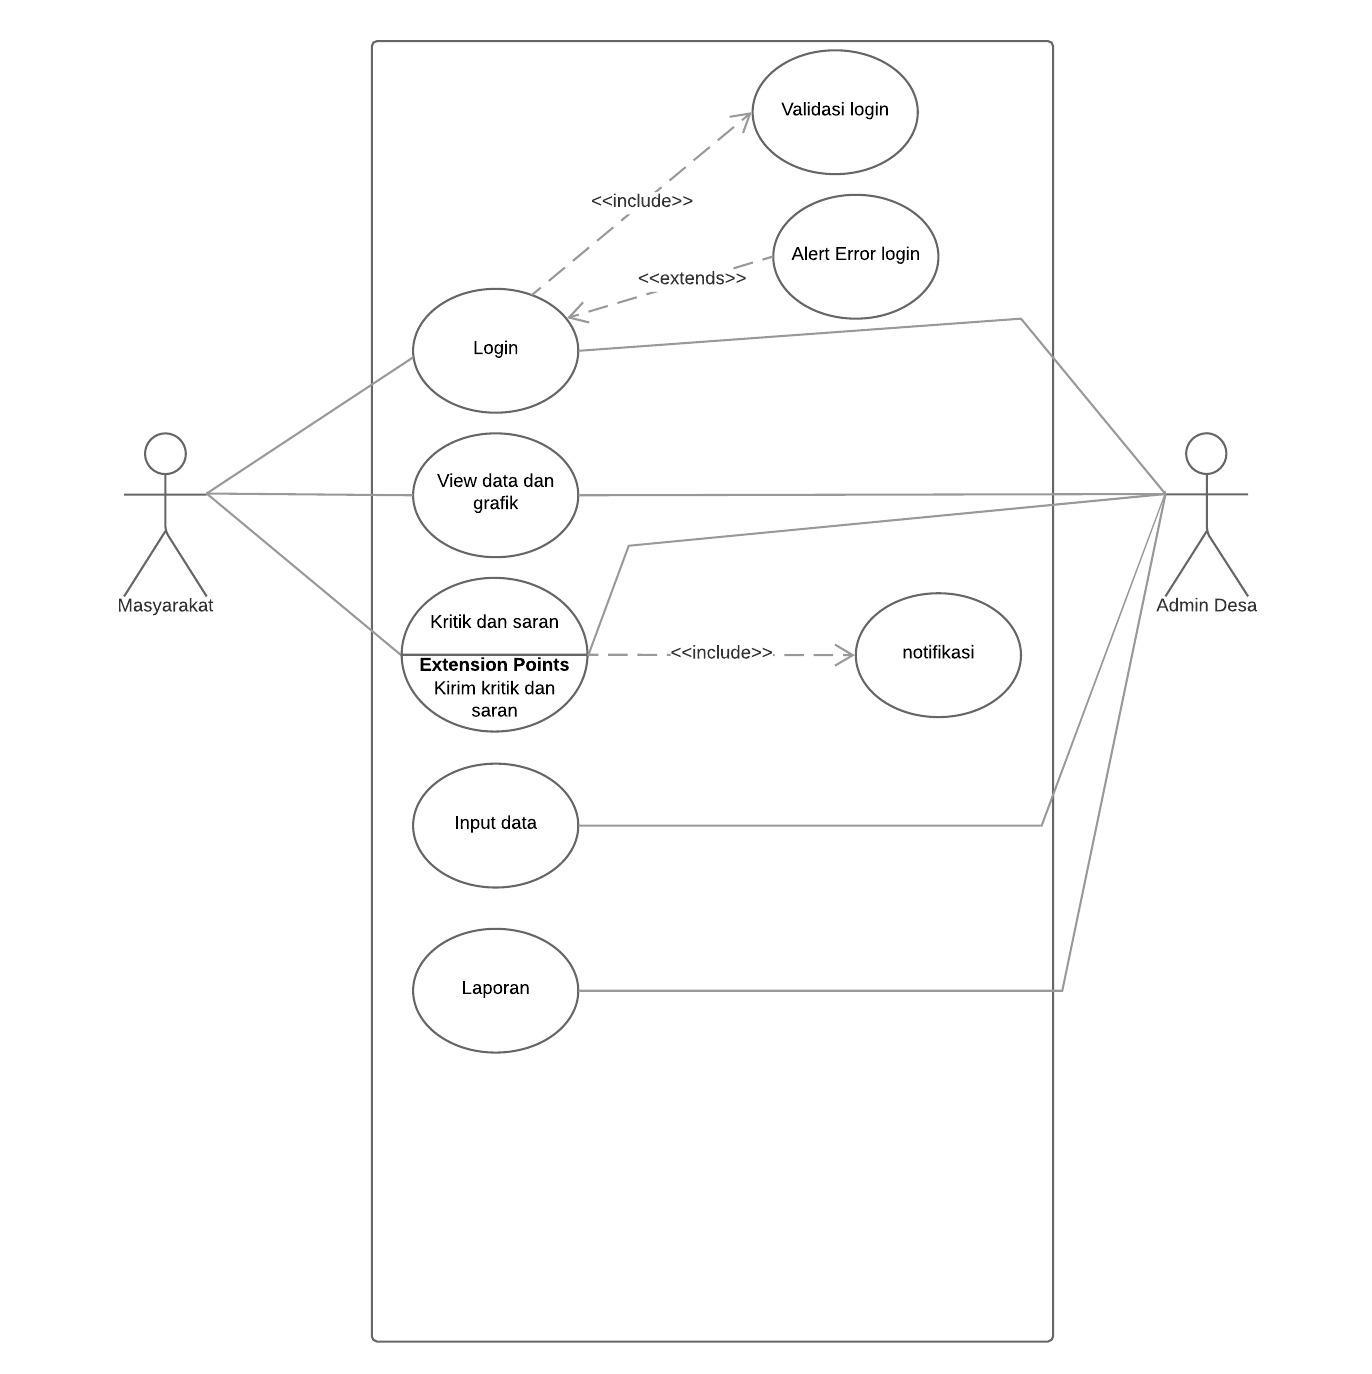 Validasi login
<<include>>
Alert Error login
<<extends>>
Login
View data dan
grafik
Masyarakat
Admin Desa
Kritik dan saran
Extension Points
Kirim kritik dan
saran
<<include>>
notifikasi
Input data
Laporan